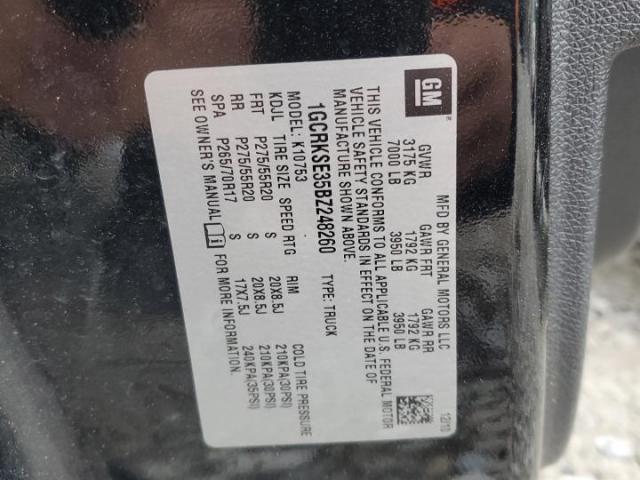 GM
®
MFD BY GENERAL MOTORS LLC
12/10
GVWR GAWR FRT GAWR RR
3175 KG 1792 KG 1792 KG
7000 LB 3950 LB 3950 LB
THIS VEHICLE CONFORMS TO ALL APPLICABLE U.S. FEDERAL MOTOR
VEHICLE SAFETY STANDARDS IN EFFECT ON THE DATE OF
MANUFACTURE SHOWN ABOVE.
1GCRKSE35BZ248260 TYPE: TRUCK
MODEL: K10753
KDJL TIRE SIZE SPEED RTG RIM COLD TIRE PRESSURE
FRT P275/55R20 S 20X8.5J 210KPA(30PSI)
RR P275/55R20 S 20X8.5J 210KPA(30PSI)
SPA P265/70R17 S 17X7.5J 240KPA(35PSI)
SEE OWNER'S MANUAL FOR MORE INFORMATION.